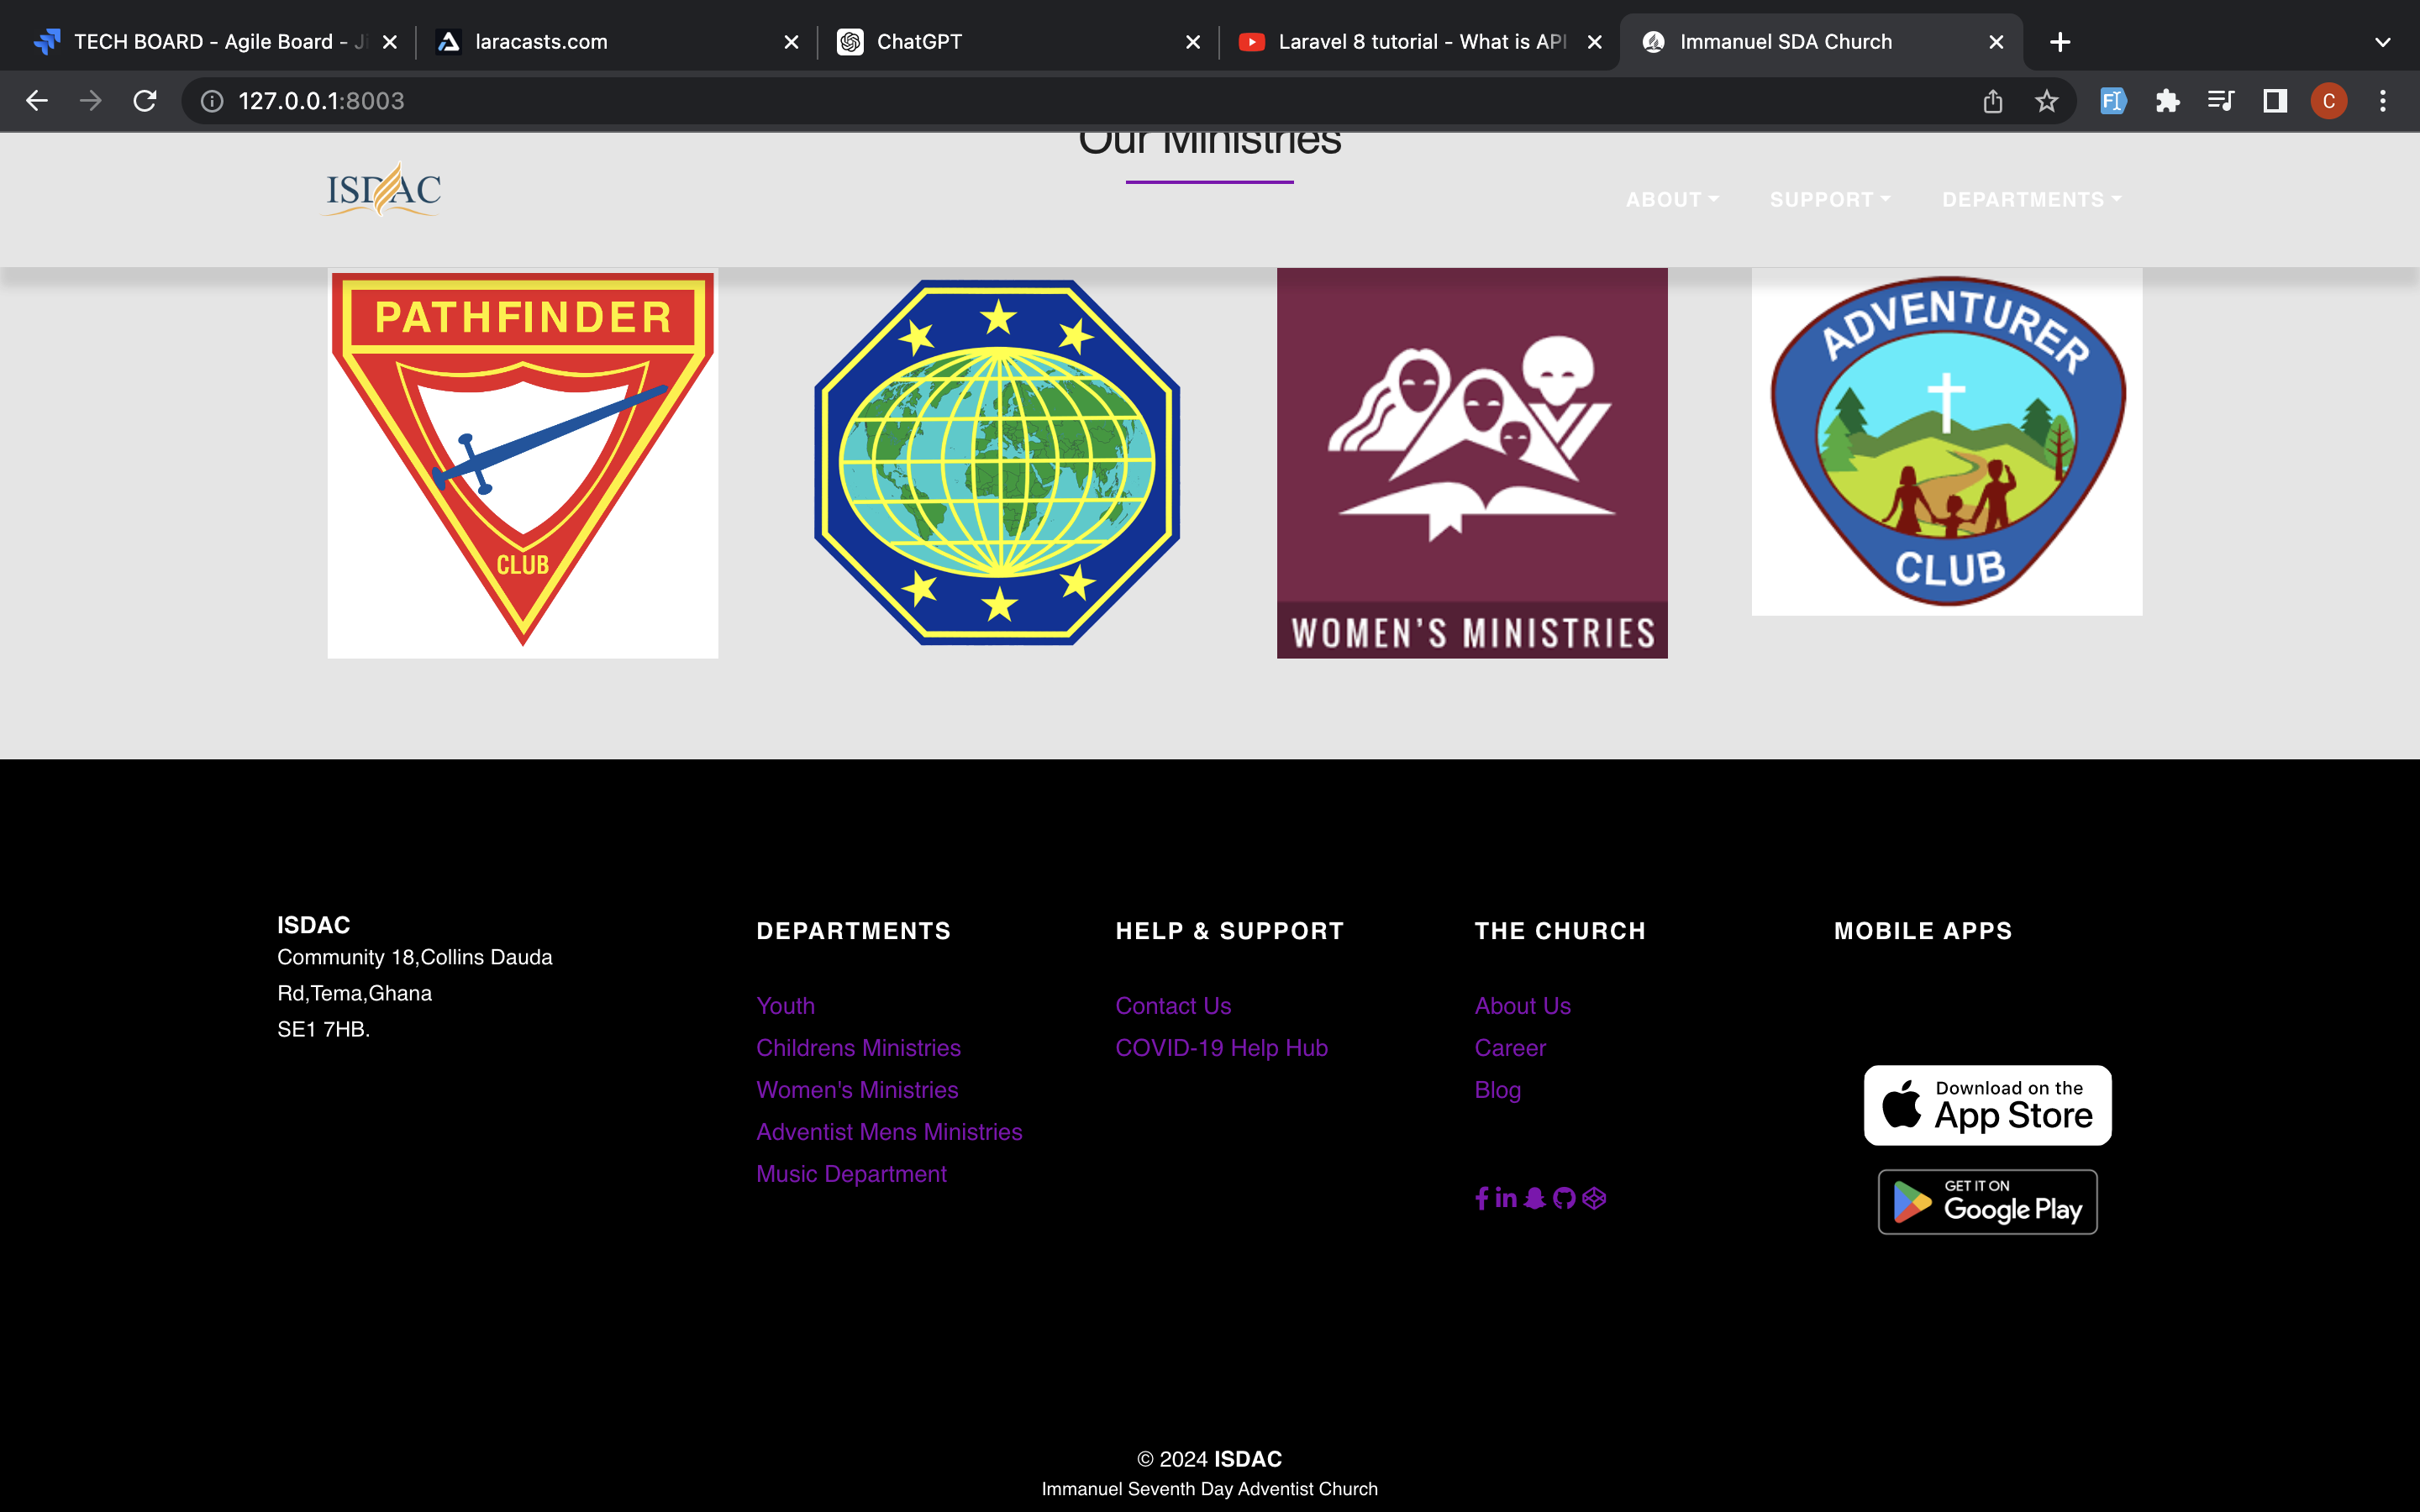 TECH BOARD - Agile Board - Ji
laracasts.com
ChatGPT
Laravel 8 tutorial - What is API
Immanuel SDA Church
127.0.0.1:8003
C
Our Ministries
ISDAC
ABOUT
SUPPORT
DEPARTMENTS
PATHFINDER
CLUB
WOMEN'S MINISTRIES
ADVENTURER
CLUB
ISDAC
Community 18,Collins Dauda
Rd,Tema,Ghana
SE1 7HB.
DEPARTMENTS
Youth
Childrens Ministries
Women's Ministries
Adventist Mens Ministries
Music Department
HELP & SUPPORT
Contact Us
COVID-19 Help Hub
THE CHURCH
About Us
Career
Blog
MOBILE APPS
Download on the
App Store
GET IT ON
Google Play
© 2024 ISDAC
Immanuel Seventh Day Adventist Church